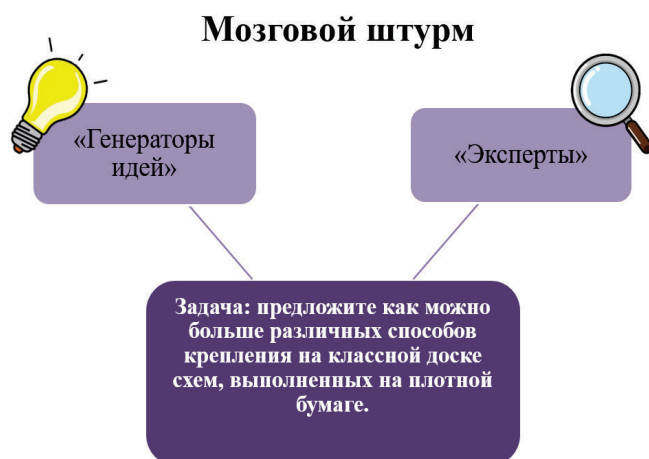 Мозговой штурм
«Генераторы
идей»
«Эксперты»
Задача: предложите как можно
больше различных способов
крепления на классной доске
схем, выполненных на плотной
бумаге.